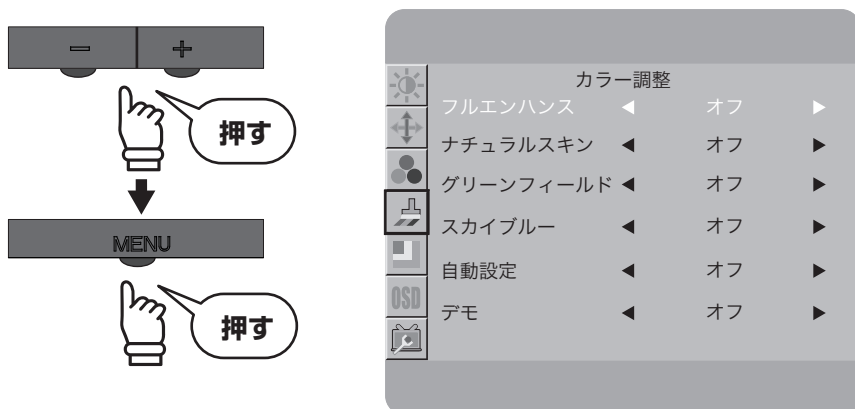 − +
押す
MENU
押す
カラー調整
フルエンハンス ◀ オフ ▶
ナチュラルスキン ◀ オフ ▶
グリーンフィールド ◀ オフ ▶
スカイブルー ◀ オフ ▶
自動設定 ◀ オフ ▶
OSD
デモ ◀ オフ ▶